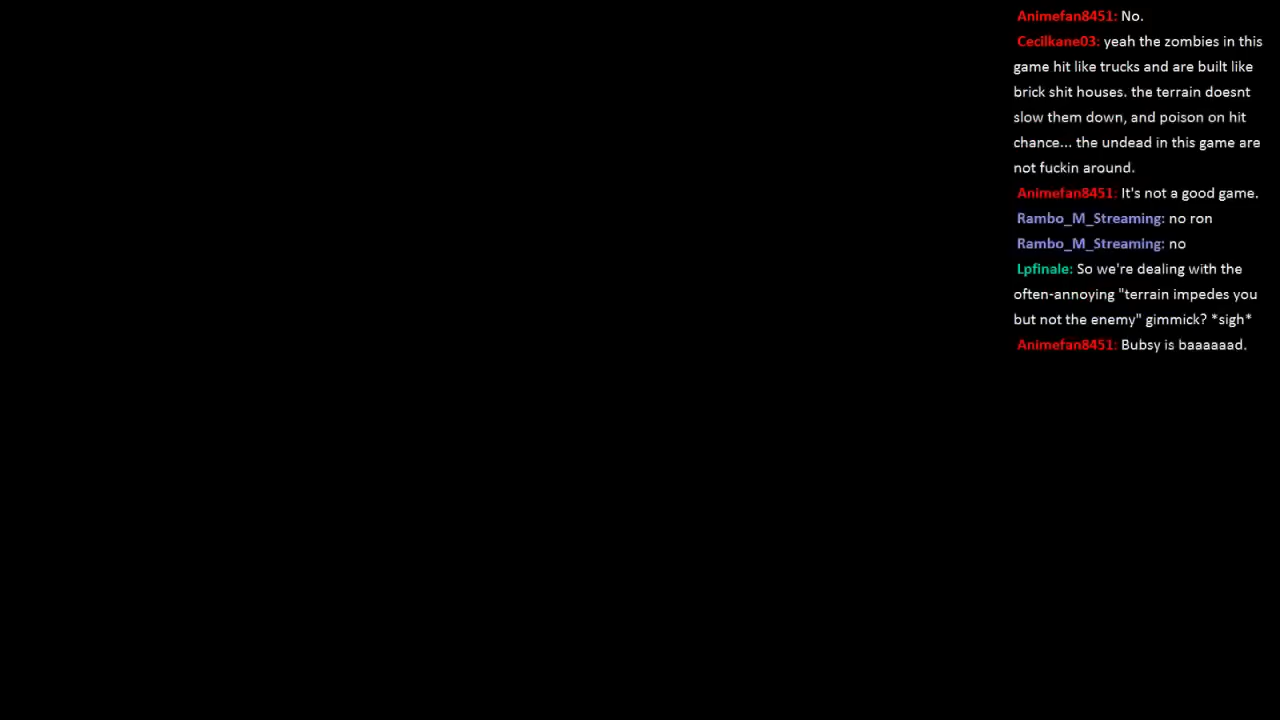 Animefan8451: No.
Cecilkane03: yeah the zombies in this
game hit like trucks and are built like
brick shit houses. the terrain doesnt
slow them down, and poison on hit
chance... the undead in this game are
not fuckin around.
Animefan8451: It's not a good game.
Rambo_M_Streaming: no ron
Rambo_M_Streaming: no
Lpfinale: So we're dealing with the
often-annoying "terrain impedes you
but not the enemy" gimmick? *sigh*
Animefan8451: Bubsy is baaaaaad.